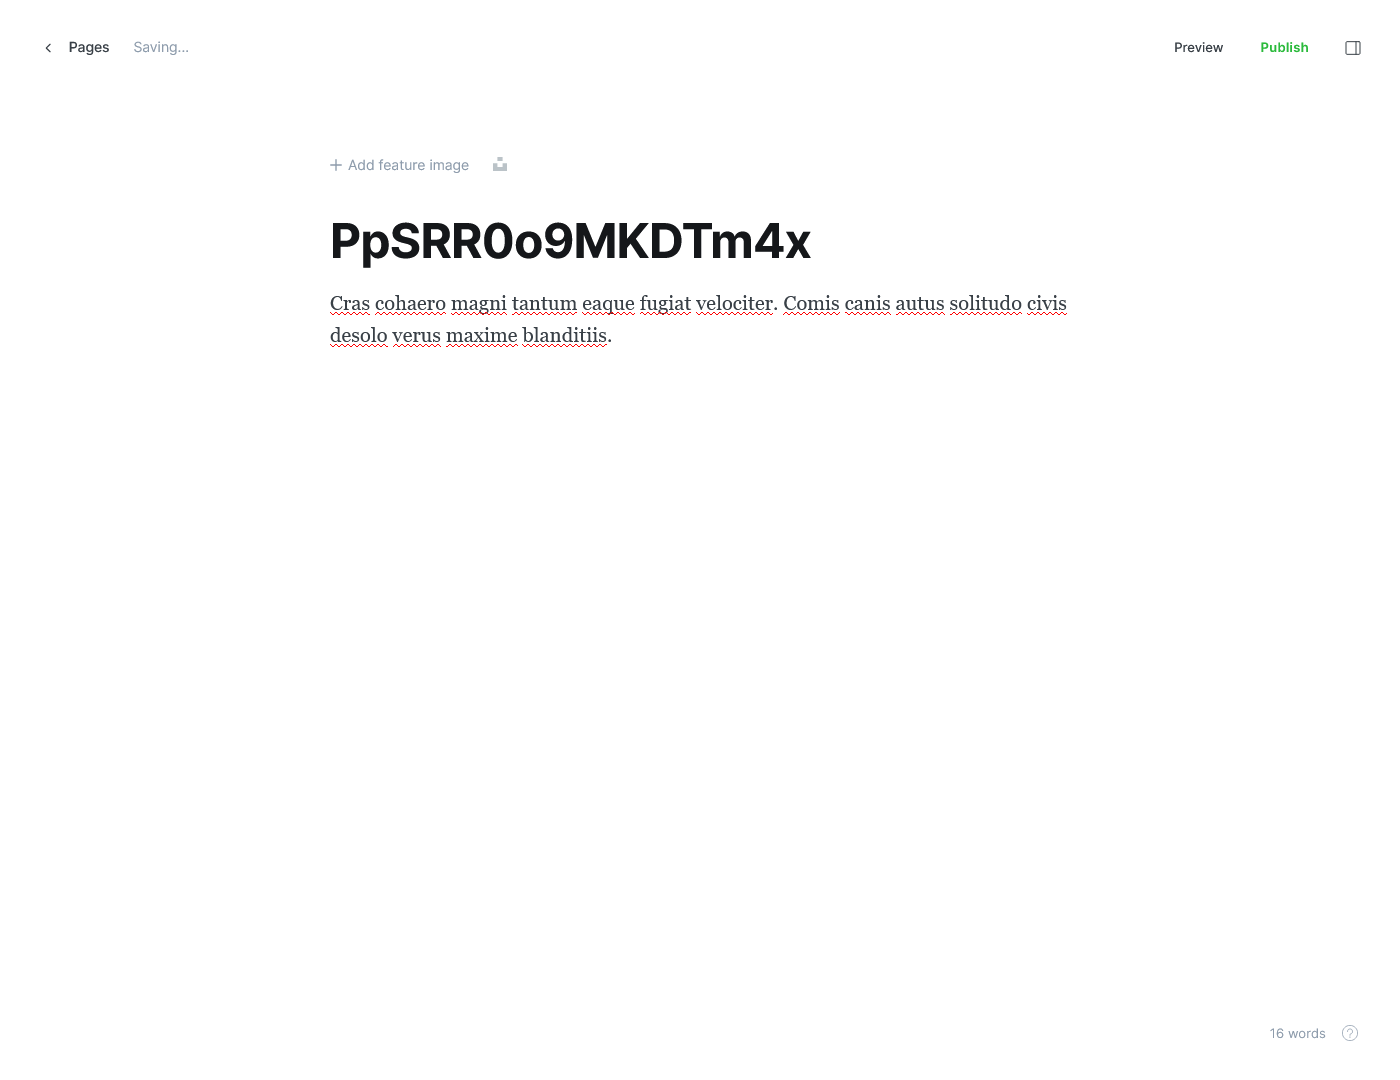 Pages Saving...
Preview Publish
Add feature image
PpSRR0o9MKDTm4x
Cras cohaero magni tantum eaque fugiat velociter. Comis canis autus solitudo civis
desolo verus maxime blanditiis.
16 words ?